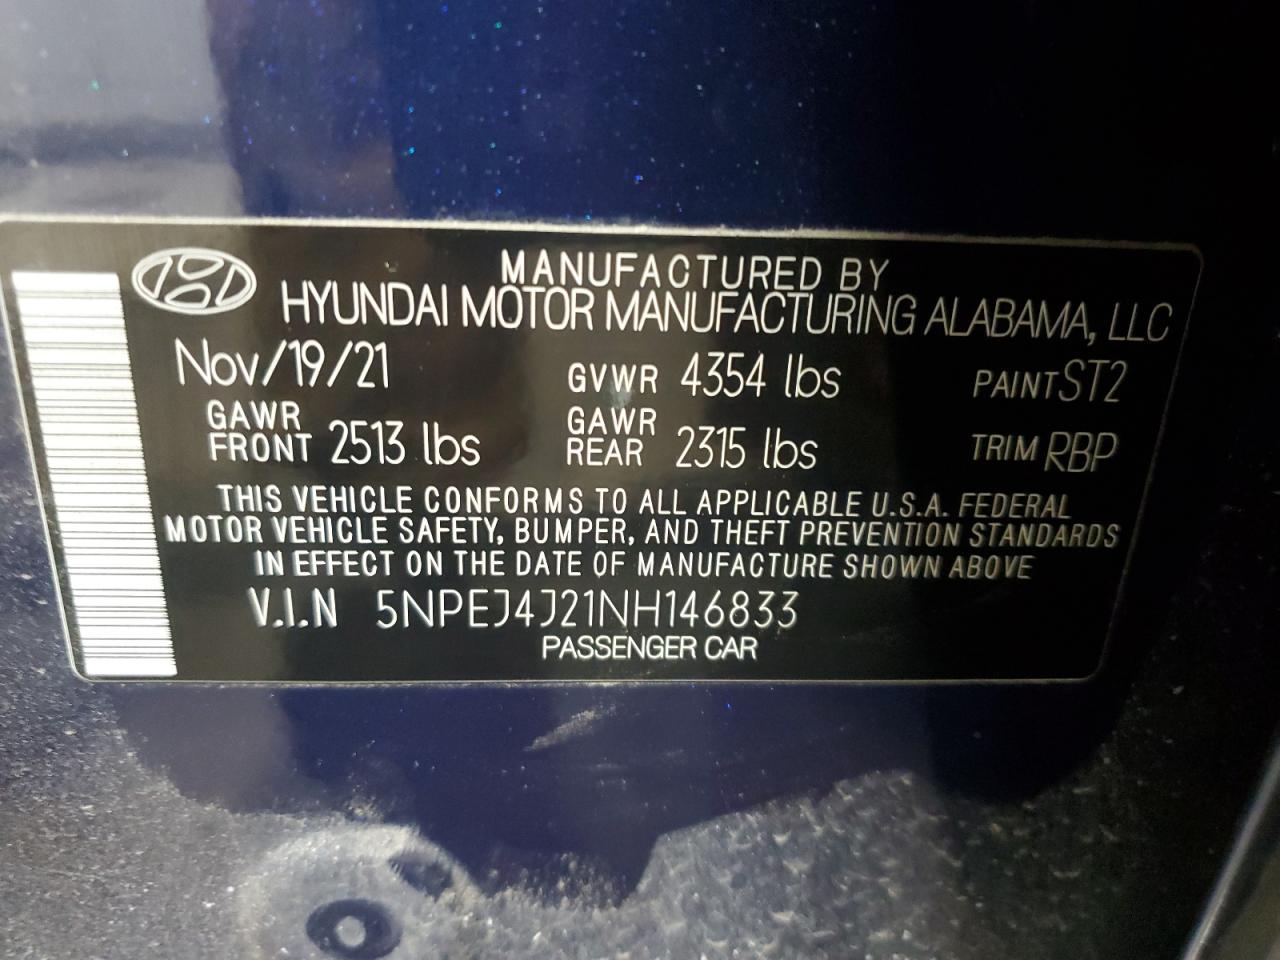 MANUFACTURED BY
HYUNDAI MOTOR MANUFACTURING ALABAMA, LLC
Nov/19/21 GVWR 4354 lbs PAINT ST2
GAWR FRONT 2513 lbs GAWR REAR 2315 lbs TRIM RBP
THIS VEHICLE CONFORMS TO ALL APPLICABLE U.S.A. FEDERAL
MOTOR VEHICLE SAFETY, BUMPER, AND THEFT PREVENTION STANDARDS
IN EFFECT ON THE DATE OF MANUFACTURE SHOWN ABOVE
V.I.N 5NPEJ4J21NH146833
PASSENGER CAR